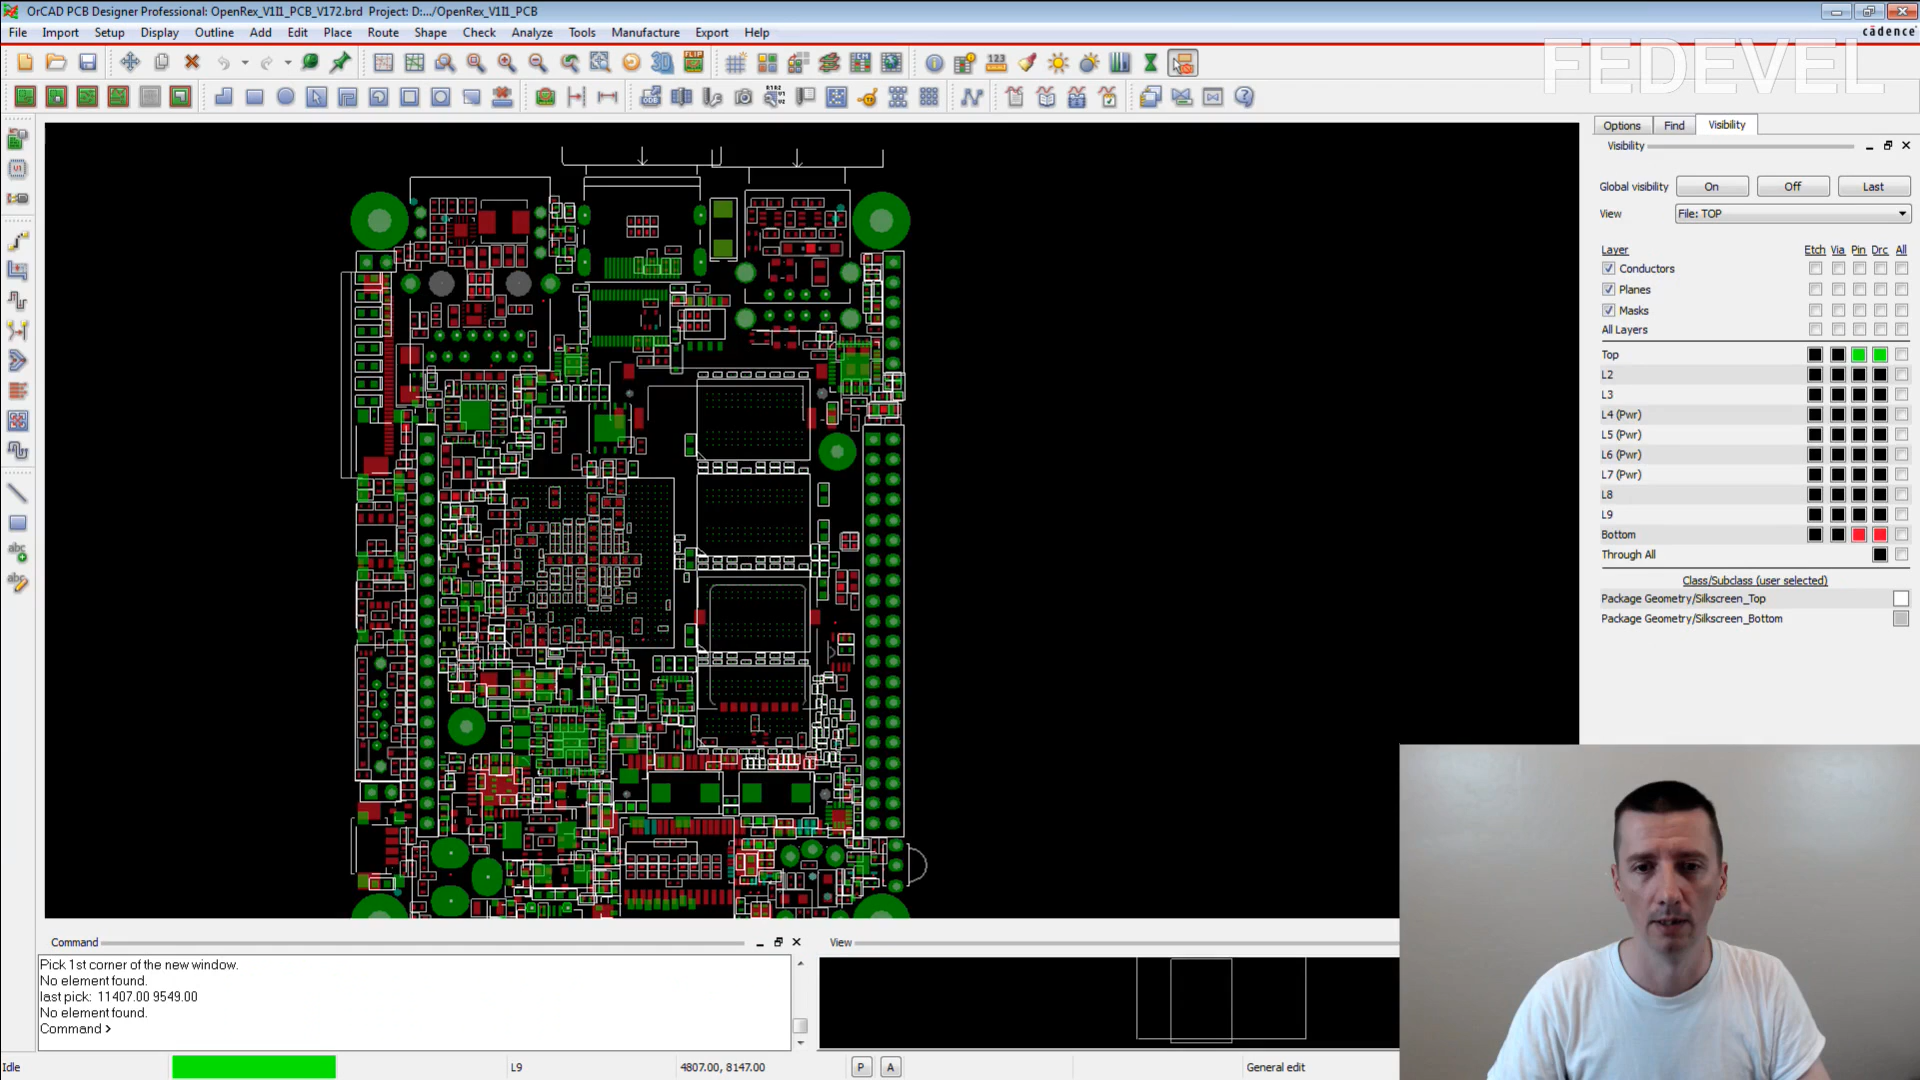 OrCAD PCB Designer Professional: OpenRex_V1I1_PCB_V172.brd Project: D:.../OpenRex_V1I1_PCB
File Import Setup Display Outline Add Edit Place Route Shape Check Analyze Tools Manufacture Export Help
cādence
FEDEVEL
Options Find Visibility
Visibility
Global visibility On Off Last
View File: TOP
Layer Etch Via Pin Drc All
Conductors
Planes
Masks
All Layers
Top
L2
L3
L4 (Pwr)
L5 (Pwr)
L6 (Pwr)
L7 (Pwr)
L8
L9
Bottom
Through All
Class/Subclass (user selected)
Package Geometry/Silkscreen_Top
Package Geometry/Silkscreen_Bottom
Command
Pick 1st corner of the new window.
No element found.
last pick: 11407.00 9549.00
No element found.
Command >
View
Idle
L9
4807.00, 8147.00
P A
General edit